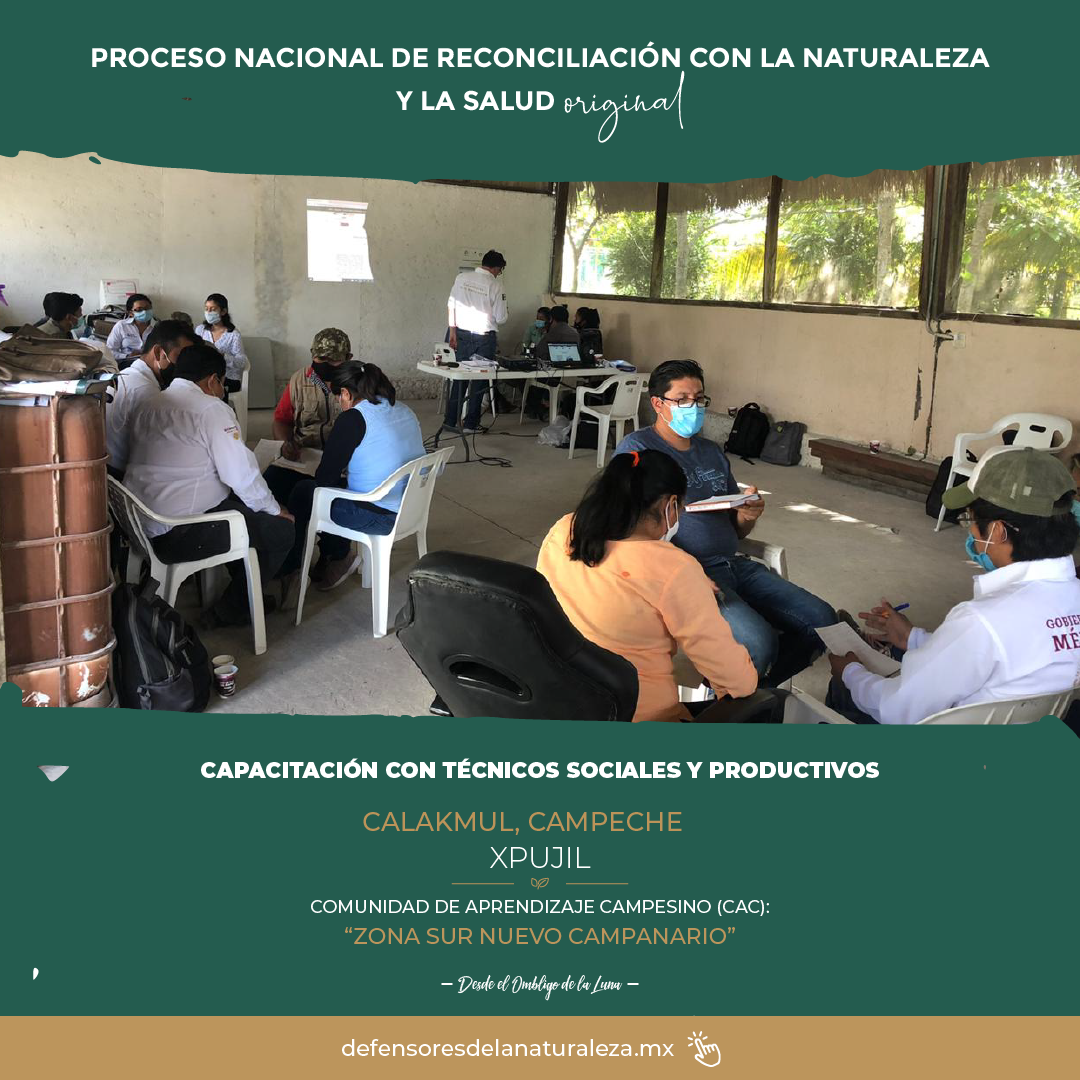 PROCESO NACIONAL DE RECONCILIACIÓN CON LA NATURALEZA
Y LA SALUD original
MÉ
CAPACITACIÓN CON TÉCNICOS SOCIALES Y PRODUCTIVOS
CALAKMUL, CAMPECHE
XPUJIL
COMUNIDAD DE APRENDIZAJE CAMPESINO (CAC):
“ZONA SUR NUEVO CAMPANARIO”
— Desde el Ombligo de la Luna —
defensoresdelanaturaleza.mx